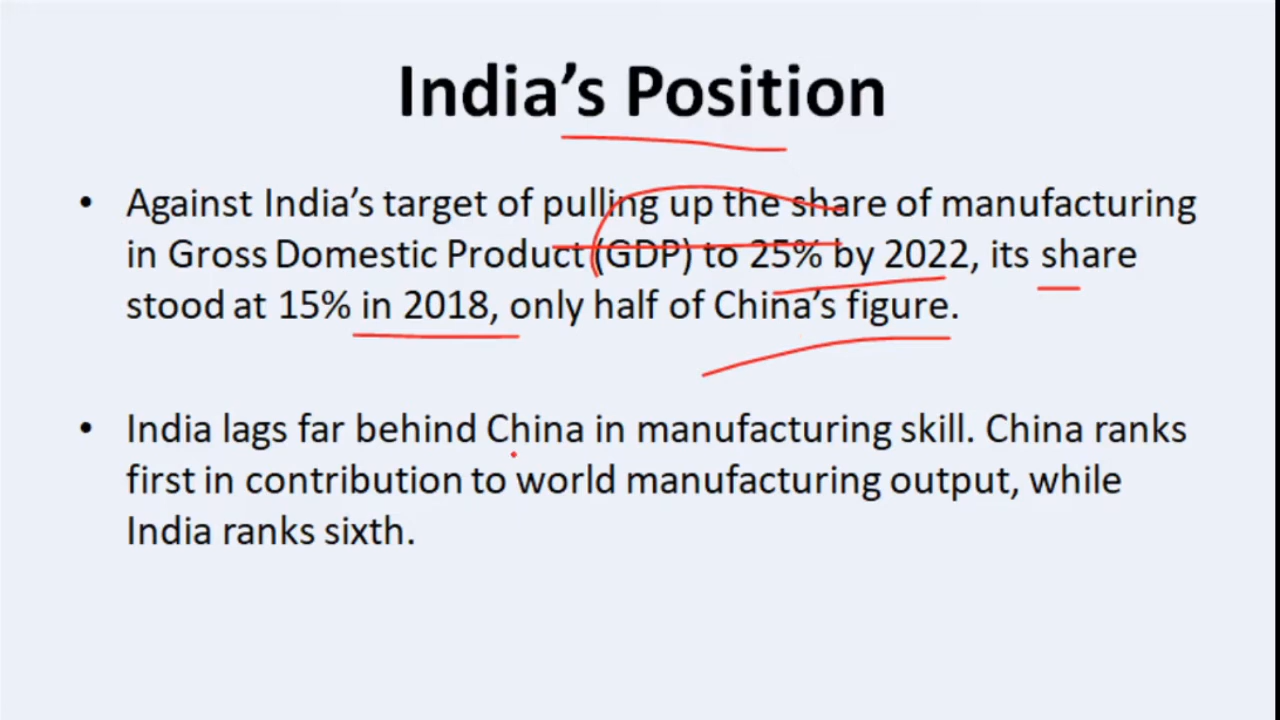 India’s Position
• Against India’s target of pulling up the share of manufacturing
in Gross Domestic Product (GDP) to 25% by 2022, its share
stood at 15% in 2018, only half of China’s figure.
• India lags far behind China in manufacturing skill. China ranks
first in contribution to world manufacturing output, while
India ranks sixth.